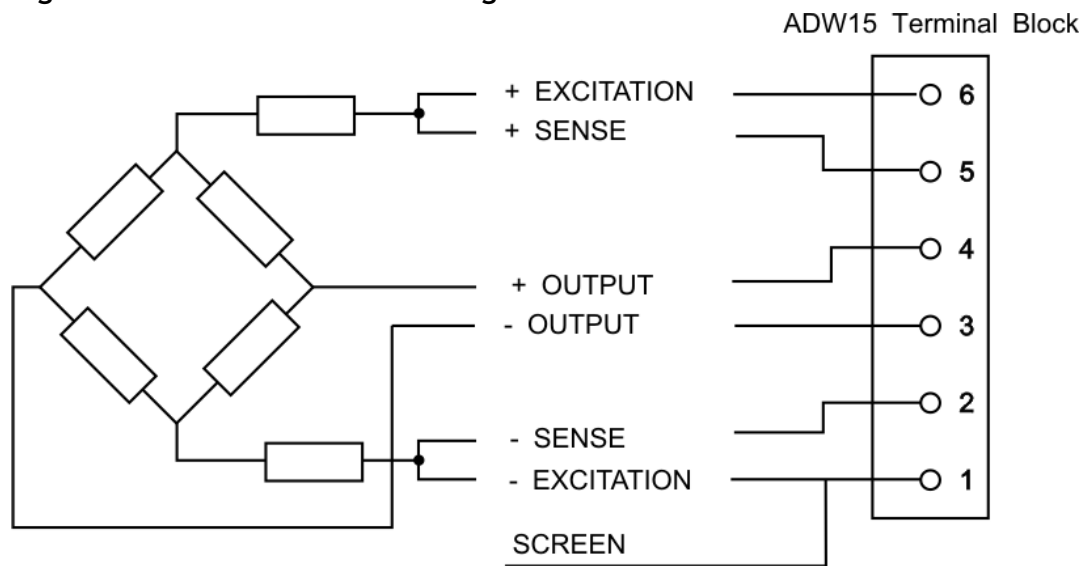 ADW15 Terminal Block
+ EXCITATION
6
+ SENSE
5
4
+ OUTPUT
- OUTPUT
3
2
- SENSE
- EXCITATION
1
SCREEN